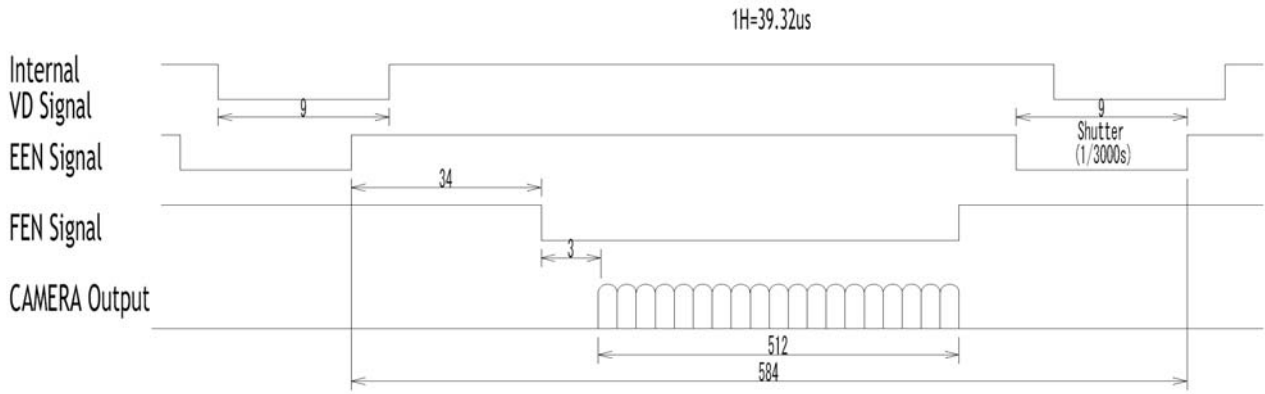 1H=39.32us
Internal
VD Signal
9
9
EEN Signal
Shutter
(1/3000s)
34
FEN Signal
3
CAMERA Output
512
584